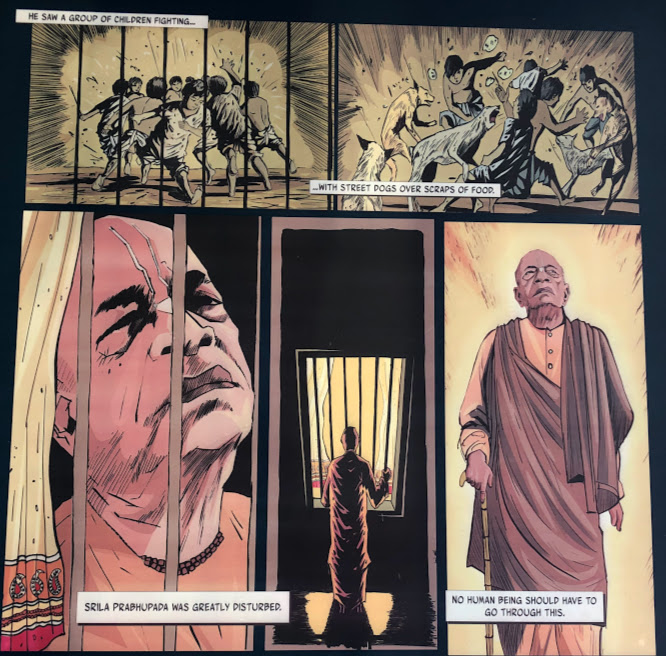 HE SAW A GROUP OF CHILDREN FIGHTING...
...WITH STREET DOGS OVER SCRAPS OF FOOD.
SRILA PRABHUPADA WAS GREATLY DISTURBED.
NO HUMAN BEING SHOULD HAVE TO
GO THROUGH THIS.